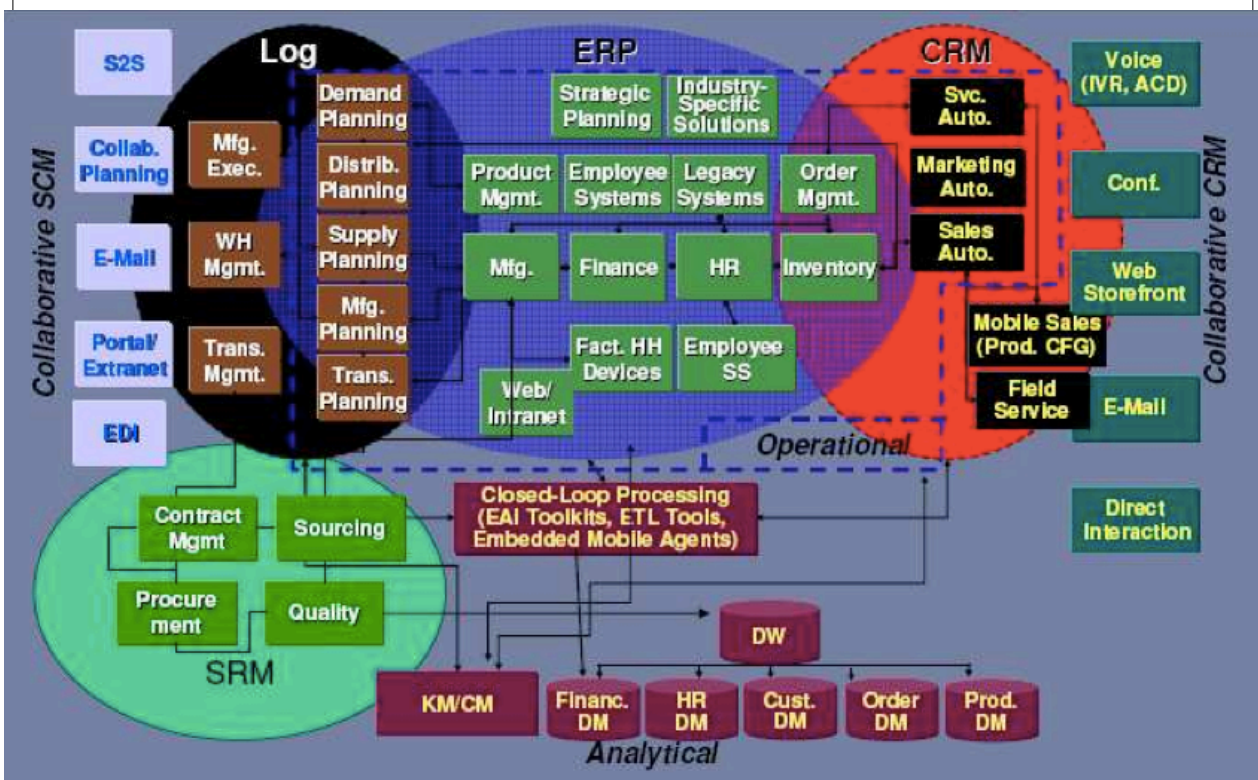 Log
ERP
CRM
S2S
Collab.
Planning
E-Mail
Portal/
Extranet
EDI
Collaborative SCM
Mfg.
Exec.
WH
Mgmt.
Trans.
Mgmt.
Demand
Planning
Distrib.
Planning
Supply
Planning
Mfg.
Planning
Trans.
Planning
Strategic
Planning
Industry-
Specific
Solutions
Product
Mgmt.
Employee
Systems
Legacy
Systems
Order
Mgmt.
Mfg.
Finance
HR
Inventory
Fact. HH
Devices
Employee
SS
Web/
Intranet
Operational
Svc.
Auto.
Marketing
Auto.
Sales
Auto.
Mobile Sales
(Prod. CFG)
Field
Service
Voice
(IVR, ACD)
Conf.
Web
Storefront
E-Mail
Direct
Interaction
Collaborative CRM
Contract
Mgmt
Sourcing
Procure
ment
Quality
SRM
Closed-Loop Processing
(EAI Toolkits, ETL Tools,
Embedded Mobile Agents)
DW
KM/CM
Financ.
DM
HR
DM
Cust.
DM
Order
DM
Prod.
DM
Analytical